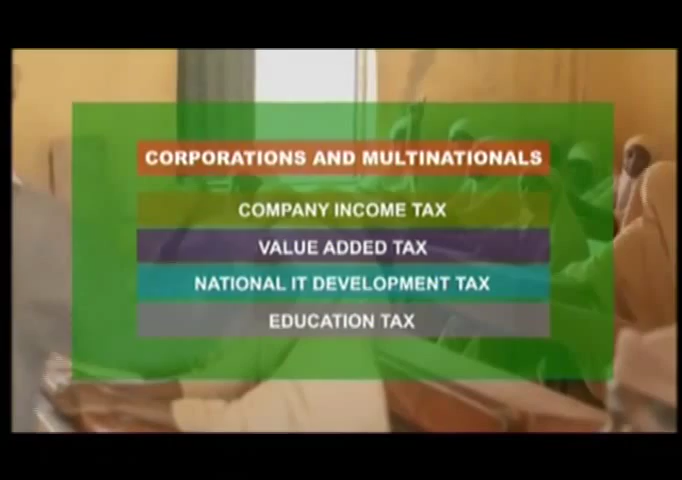 CORPORATIONS AND MULTINATIONALS
COMPANY INCOME TAX
VALUE ADDED TAX
NATIONAL IT DEVELOPMENT TAX
EDUCATION TAX